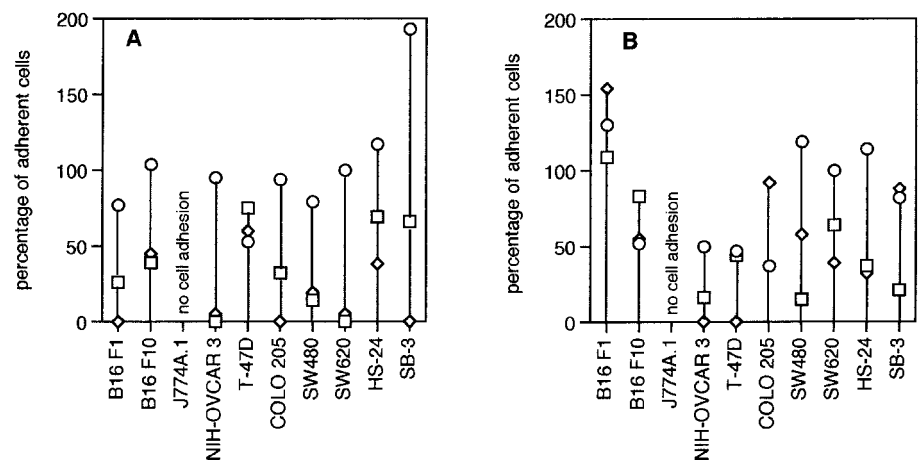 A
percentage of adherent cells
200
150
100
50
0
no cell adhesion
B16 F1
B16 F10
J774A.1
NIH-OVCAR 3
T-47D
COLO 205
SW480
SW620
HS-24
SB-3
B
percentage of adherent cells
200
150
100
50
0
no cell adhesion
B16 F1
B16 F10
J774A.1
NIH-OVCAR 3
T-47D
COLO 205
SW480
SW620
HS-24
SB-3